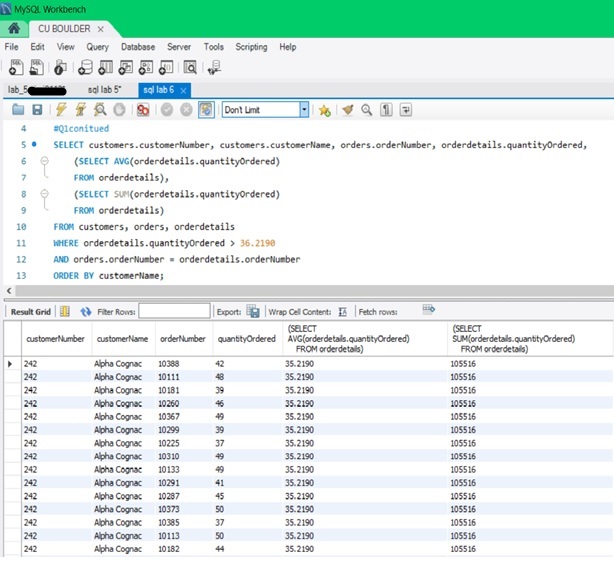 MySQL Workbench
CU BOULDER ×
File Edit View Query Database Server Tools Scripting Help
lab_5 sql lab 5* sql lab 6 ×
Don't Limit
4 #Q1conitued
5 SELECT customers.customerNumber, customers.customerName, orders.orderNumber, orderdetails.quantityOrdered,
6 (SELECT AVG(orderdetails.quantityOrdered)
7 FROM orderdetails),
8 (SELECT SUM(orderdetails.quantityOrdered)
9 FROM orderdetails)
10 FROM customers, orders, orderdetails
11 WHERE orderdetails.quantityOrdered > 36.2190
12 AND orders.orderNumber = orderdetails.orderNumber
13 ORDER BY customerName;
Result Grid Filter Rows: Export: Wrap Cell Content: Fetch rows:
customerNumber customerName orderNumber quantityOrdered (SELECT AVG(orderdetails.quantityOrdered) FROM orderdetails) (SELECT SUM(orderdetails.quantityOrdered) FROM orderdetails)
242 Alpha Cognac 10388 42 35.2190 105516
242 Alpha Cognac 10111 48 35.2190 105516
242 Alpha Cognac 10181 39 35.2190 105516
242 Alpha Cognac 10260 46 35.2190 105516
242 Alpha Cognac 10367 49 35.2190 105516
242 Alpha Cognac 10299 39 35.2190 105516
242 Alpha Cognac 10225 37 35.2190 105516
242 Alpha Cognac 10310 49 35.2190 105516
242 Alpha Cognac 10133 49 35.2190 105516
242 Alpha Cognac 10291 41 35.2190 105516
242 Alpha Cognac 10287 45 35.2190 105516
242 Alpha Cognac 10373 50 35.2190 105516
242 Alpha Cognac 10385 37 35.2190 105516
242 Alpha Cognac 10113 50 35.2190 105516
242 Alpha Cognac 10182 44 35.2190 105516